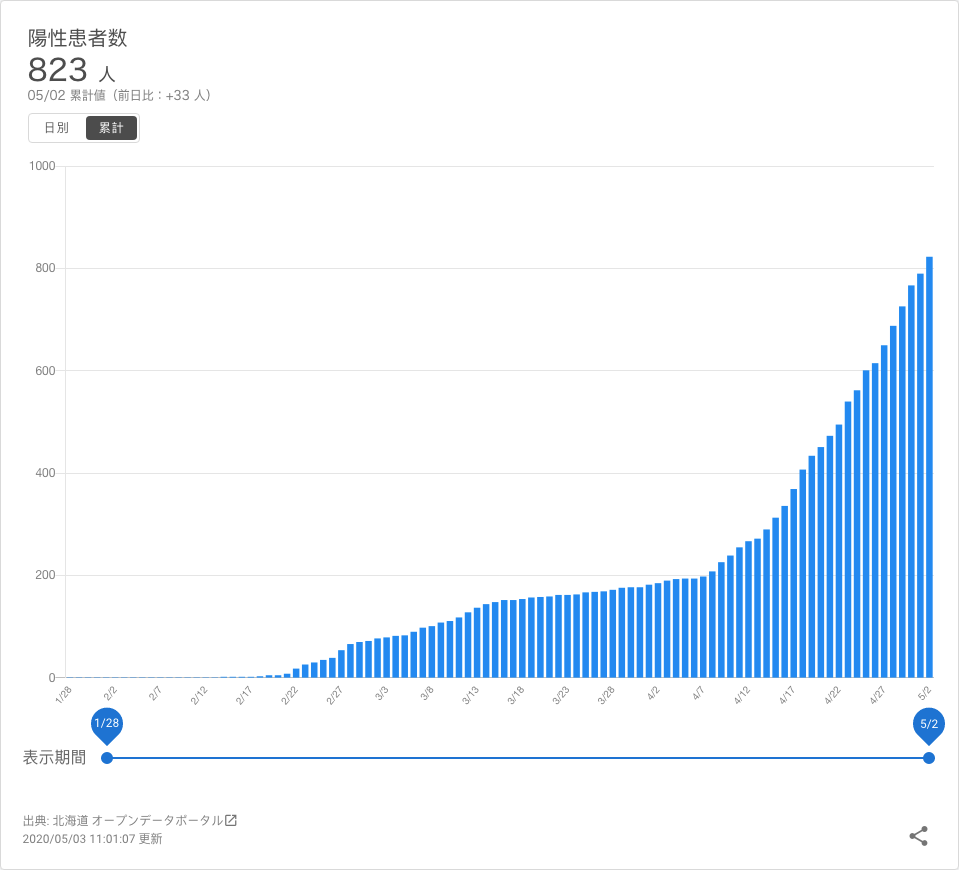 陽性患者数
823 人
05/02 累計値（前日比：+33 人）
日別 累計
1000
800
600
400
200
0
1/28 2/2 2/7 2/12 2/17 2/22 2/27 3/3 3/8 3/13 3/18 3/23 3/28 4/2 4/7 4/12 4/17 4/22 4/27 5/2
1/28 5/2
表示期間
出典: 北海道 オープンデータポータル
2020/05/03 11:01:07 更新